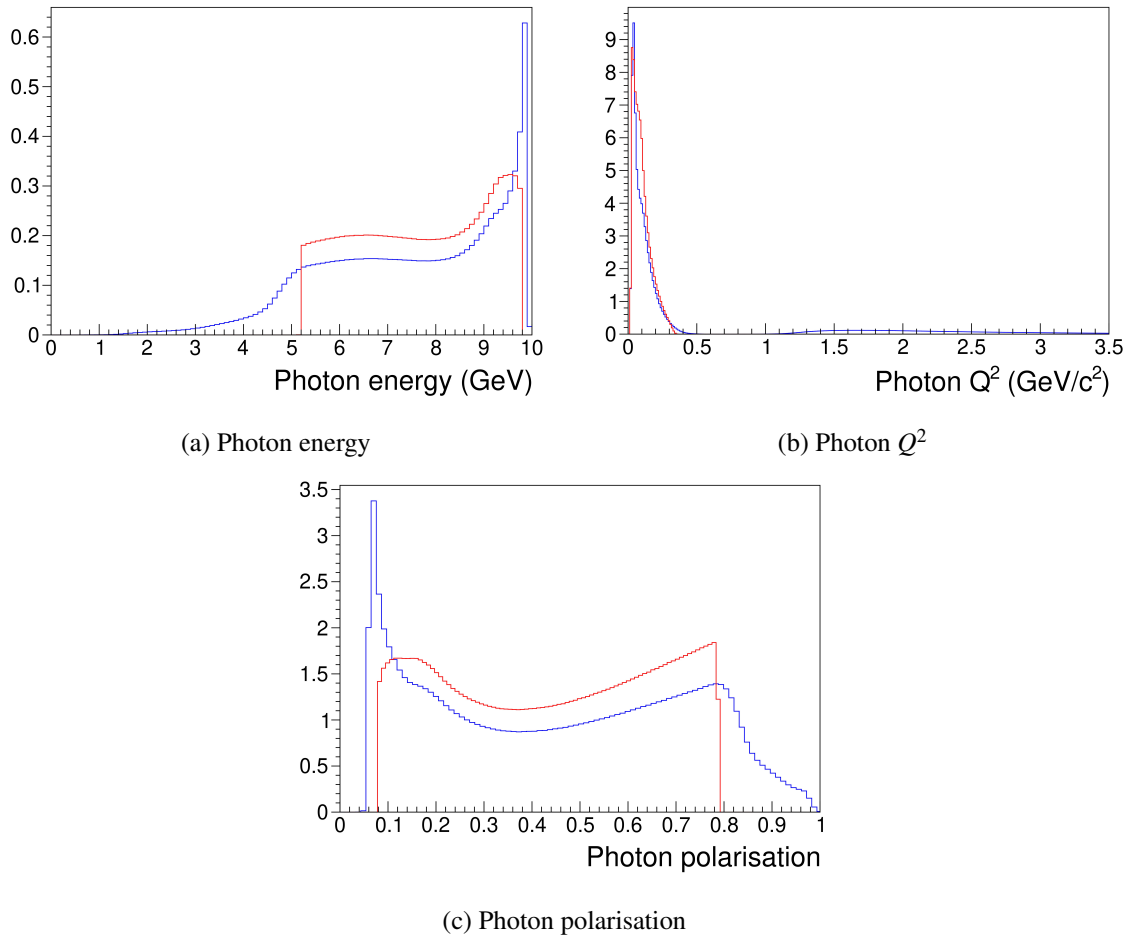 0.6
0.5
0.4
0.3
0.2
0.1
0
0 1 2 3 4 5 6 7 8 9 10
Photon energy (GeV)
(a) Photon energy
9
8
7
6
5
4
3
2
1
0
0 0.5 1 1.5 2 2.5 3 3.5
Photon Q² (GeV/c²)
(b) Photon Q²
3.5
3
2.5
2
1.5
1
0.5
0
0 0.1 0.2 0.3 0.4 0.5 0.6 0.7 0.8 0.9 1
Photon polarisation
(c) Photon polarisation